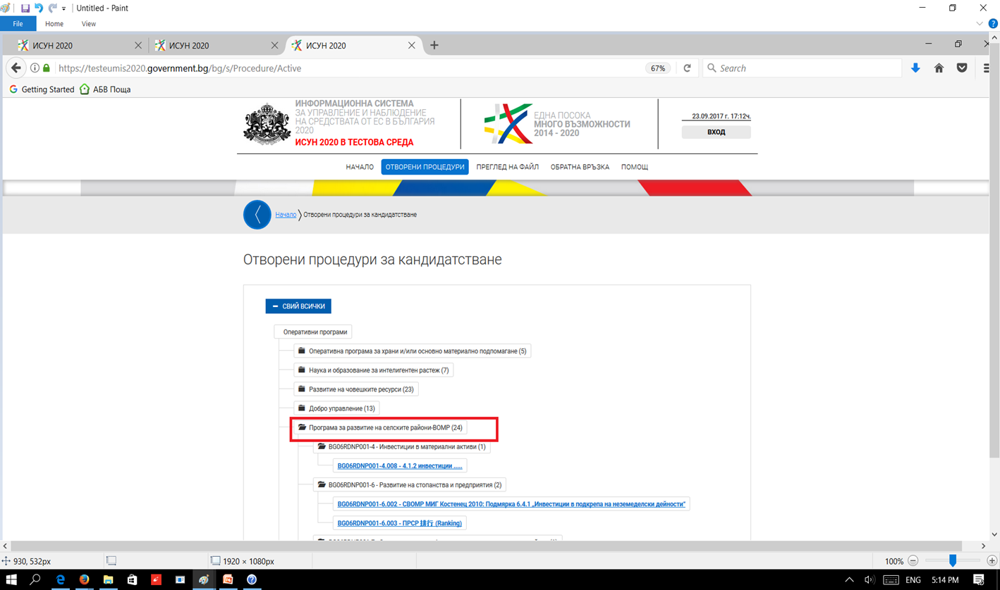 Untitled - Paint
File
Home
View
ИСУН 2020
ИСУН 2020
ИСУН 2020
https://testeumis2020.government.bg/bg/s/Procedure/Active
67%
Search
Getting Started
АБВ Поща
ИНФОРМАЦИОННА СИСТЕМА
ЗА УПРАВЛЕНИЕ И НАБЛЮДЕНИЕ
НА СРЕДСТВАТА ОТ ЕС В БЪЛГАРИЯ
2020
ИСУН 2020 В ТЕСТОВА СРЕДА
ЕДНА ПОСОКА
МНОГО ВЪЗМОЖНОСТИ
2014 - 2020
23.09.2017 г. 17:12ч.
ВХОД
НАЧАЛО
ОТВОРЕНИ ПРОЦЕДУРИ
ПРЕГЛЕД НА ФАЙЛ
ОБРАТНА ВРЪЗКА
ПОМОЩ
Начало
Отворени процедури за кандидатстване
Отворени процедури за кандидатстване
СВИЙ ВСИЧКИ
Оперативни програми
Оперативна програма за храни и/или основно материално подпомагане (5)
Наука и образование за интелигентен растеж (7)
Развитие на човешките ресурси (23)
Добро управление (13)
Програма за развитие на селските райони-ВОМР (24)
BG06RDNP001-4 - Инвестиции в материални активи (1)
BG06RDNP001-4.008 - 4.1.2 инвестиции .....
BG06RDNP001-6 - Развитие на стопанства и предприятия (2)
BG06RDNP001-6.002 - СВОМР МИГ Костенец 2010: Подмярка 6.4.1 „Инвестиции в подкрепа на неземеделски дейности"
BG06RDNP001-6.003 - ПРСР 排行 (Ranking)
930, 532px
1920 × 1080px
100%
ENG
5:14 PM